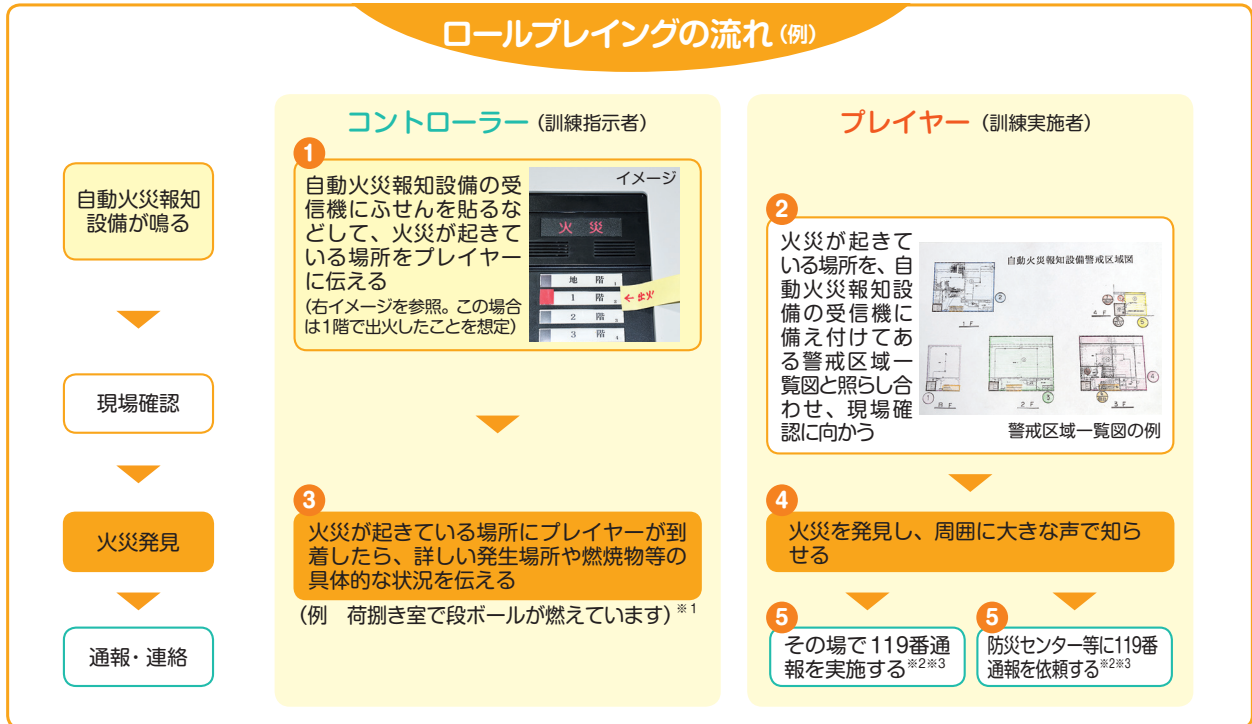 ロールプレイングの流れ(例)
自動火災報知
設備が鳴る
現場確認
火災発見
通報・連絡
コントローラー(訓練指示者)
1
自動火災報知設備の受
信機にふせんを貼るな
どして、火災が起きて
いる場所をプレイヤー
に伝える
(右イメージを参照。この場合
は1階で出火したことを想定)
イメージ
火 災
地 階 1
1 階 2
←出火
2 階 3
3 階 4
3
火災が起きている場所にプレイヤーが到
着したら、詳しい発生場所や燃焼物等の
具体的な状況を伝える
(例 荷捌き室で段ボールが燃えています)※1
プレイヤー(訓練実施者)
2
火災が起きて
いる場所を、自
動火災報知設
備の受信機に
備え付けてあ
る警戒区域一
覧図と照らし合
わせ、現場確
認に向かう
自動火災報知設備警戒区域図
②
1F
4F
⑤
①
BF
2F
③
3F
④
警戒区域一覧図の例
4
火災を発見し、周囲に大きな声で知ら
せる
5
その場で119番通
報を実施する※2※3
5
防災センター等に119番
通報を依頼する※2※3